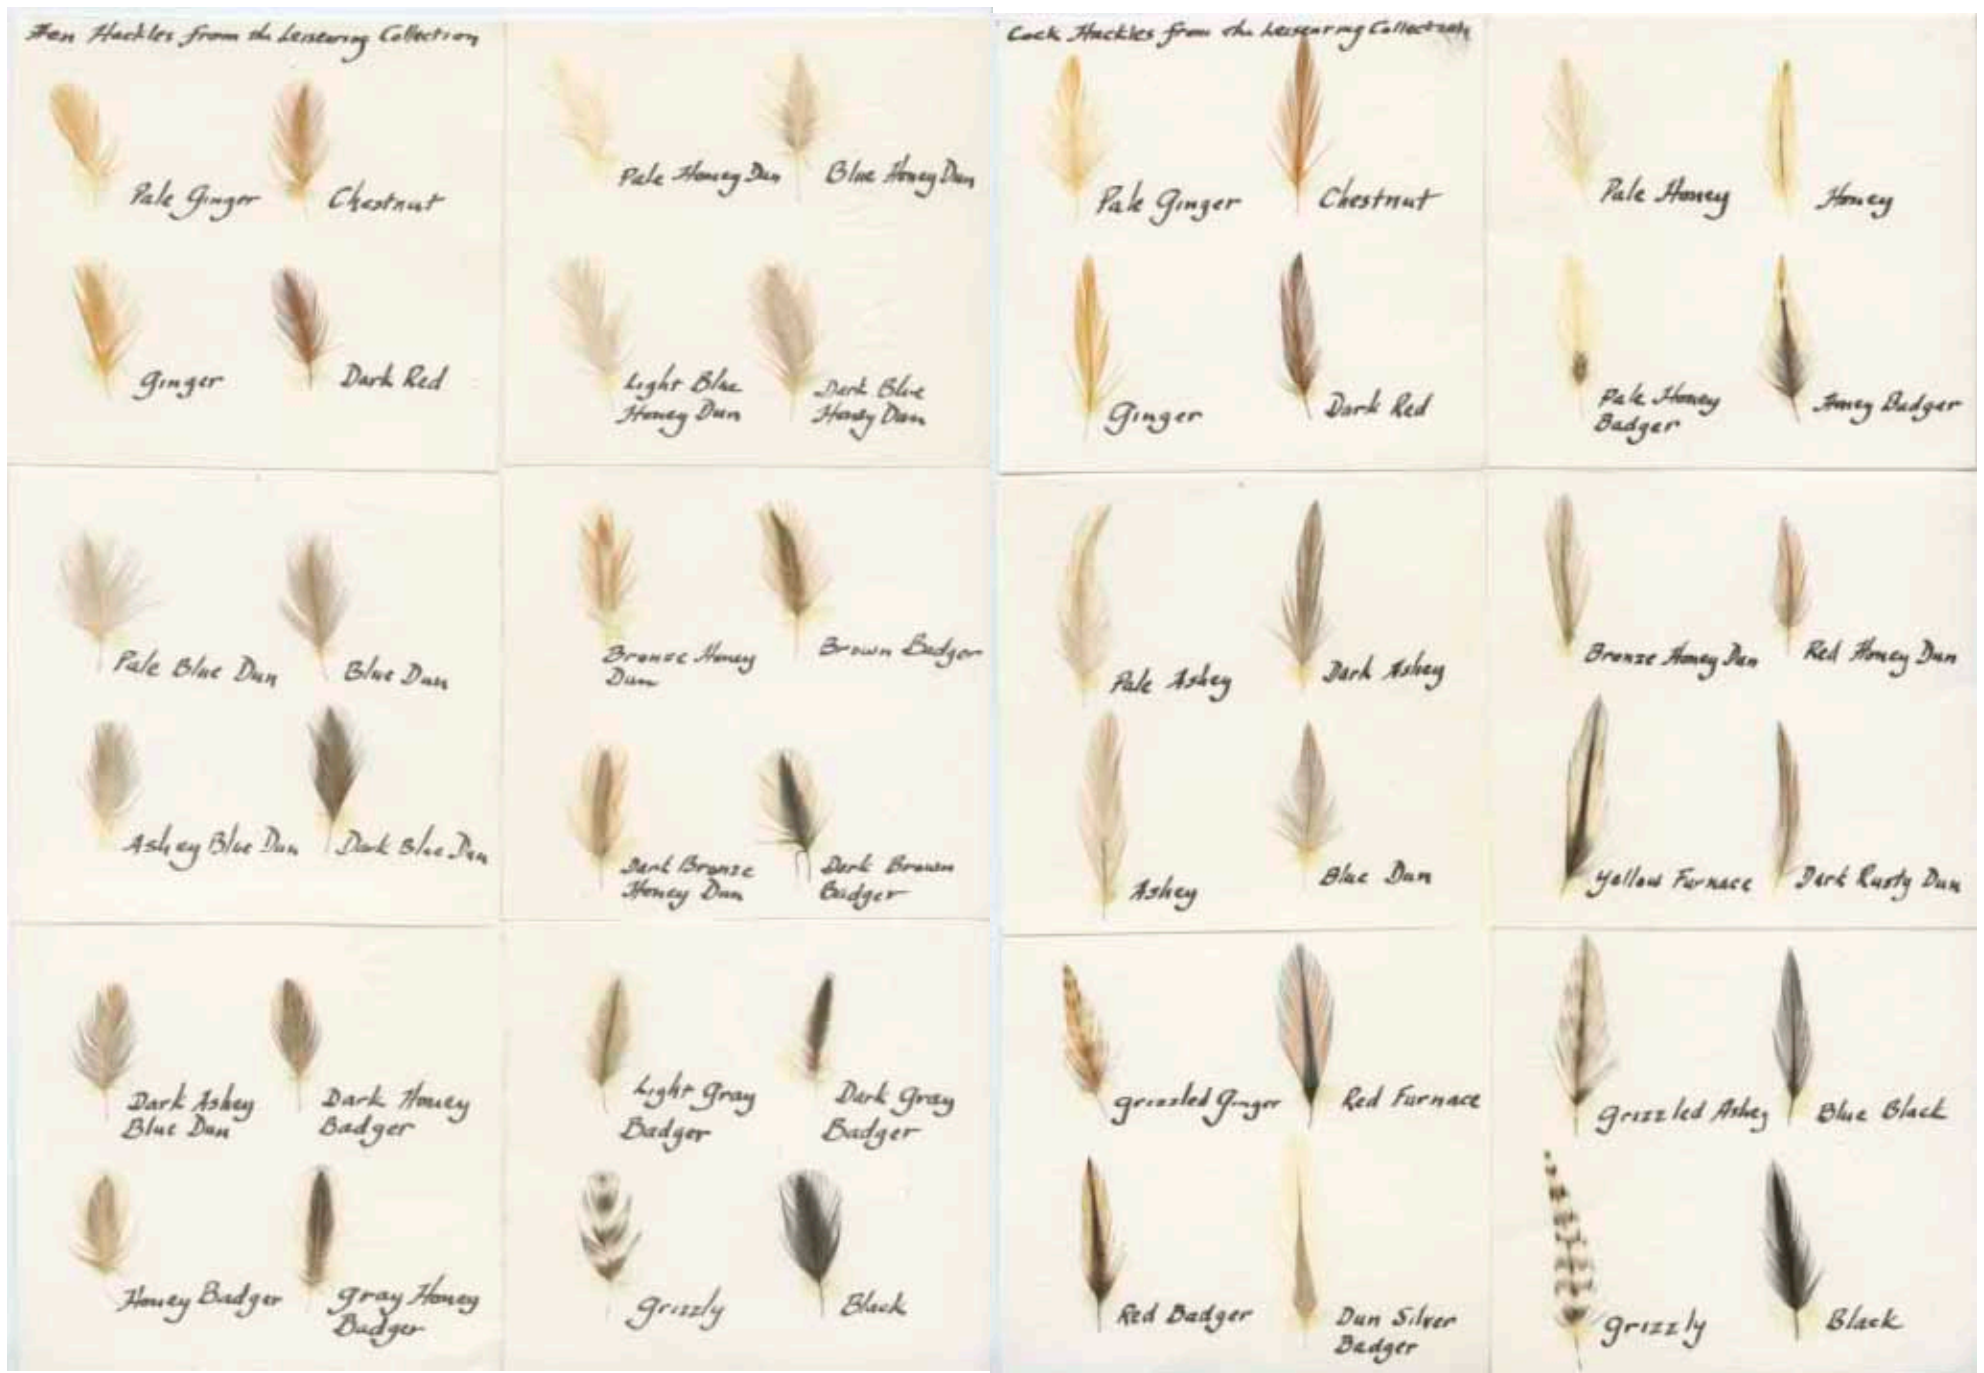 Hen Hackles from the Leisenring Collection
Pale Ginger
Chestnut
Ginger
Dark Red
Pale Honey Dun
Blue Honey Dun
Light Blue
Honey Dun
Dark Blue
Honey Dun
Pale Blue Dun
Blue Dun
Ashey Blue Dun
Dark Blue Dun
Bronze Honey
Dun
Brown Badger
Dark Bronze
Honey Dun
Dark Brown
Badger
Dark Ashey
Blue Dun
Dark Honey
Badger
Honey Badger
Gray Honey
Badger
Light Gray
Badger
Dark Gray
Badger
Grizzly
Black
Cock Hackles from the Leisenring Collection
Pale Ginger
Chestnut
Ginger
Dark Red
Pale Honey
Honey
Pale Honey
Badger
Honey Badger
Pale Ashey
Dark Ashey
Ashey
Blue Dun
Bronze Honey Dun
Red Honey Dun
Yellow Furnace
Dark Rusty Dun
Grizzled Ginger
Red Furnace
Red Badger
Dun Silver
Badger
Grizzled Ashey
Blue Black
Grizzly
Black